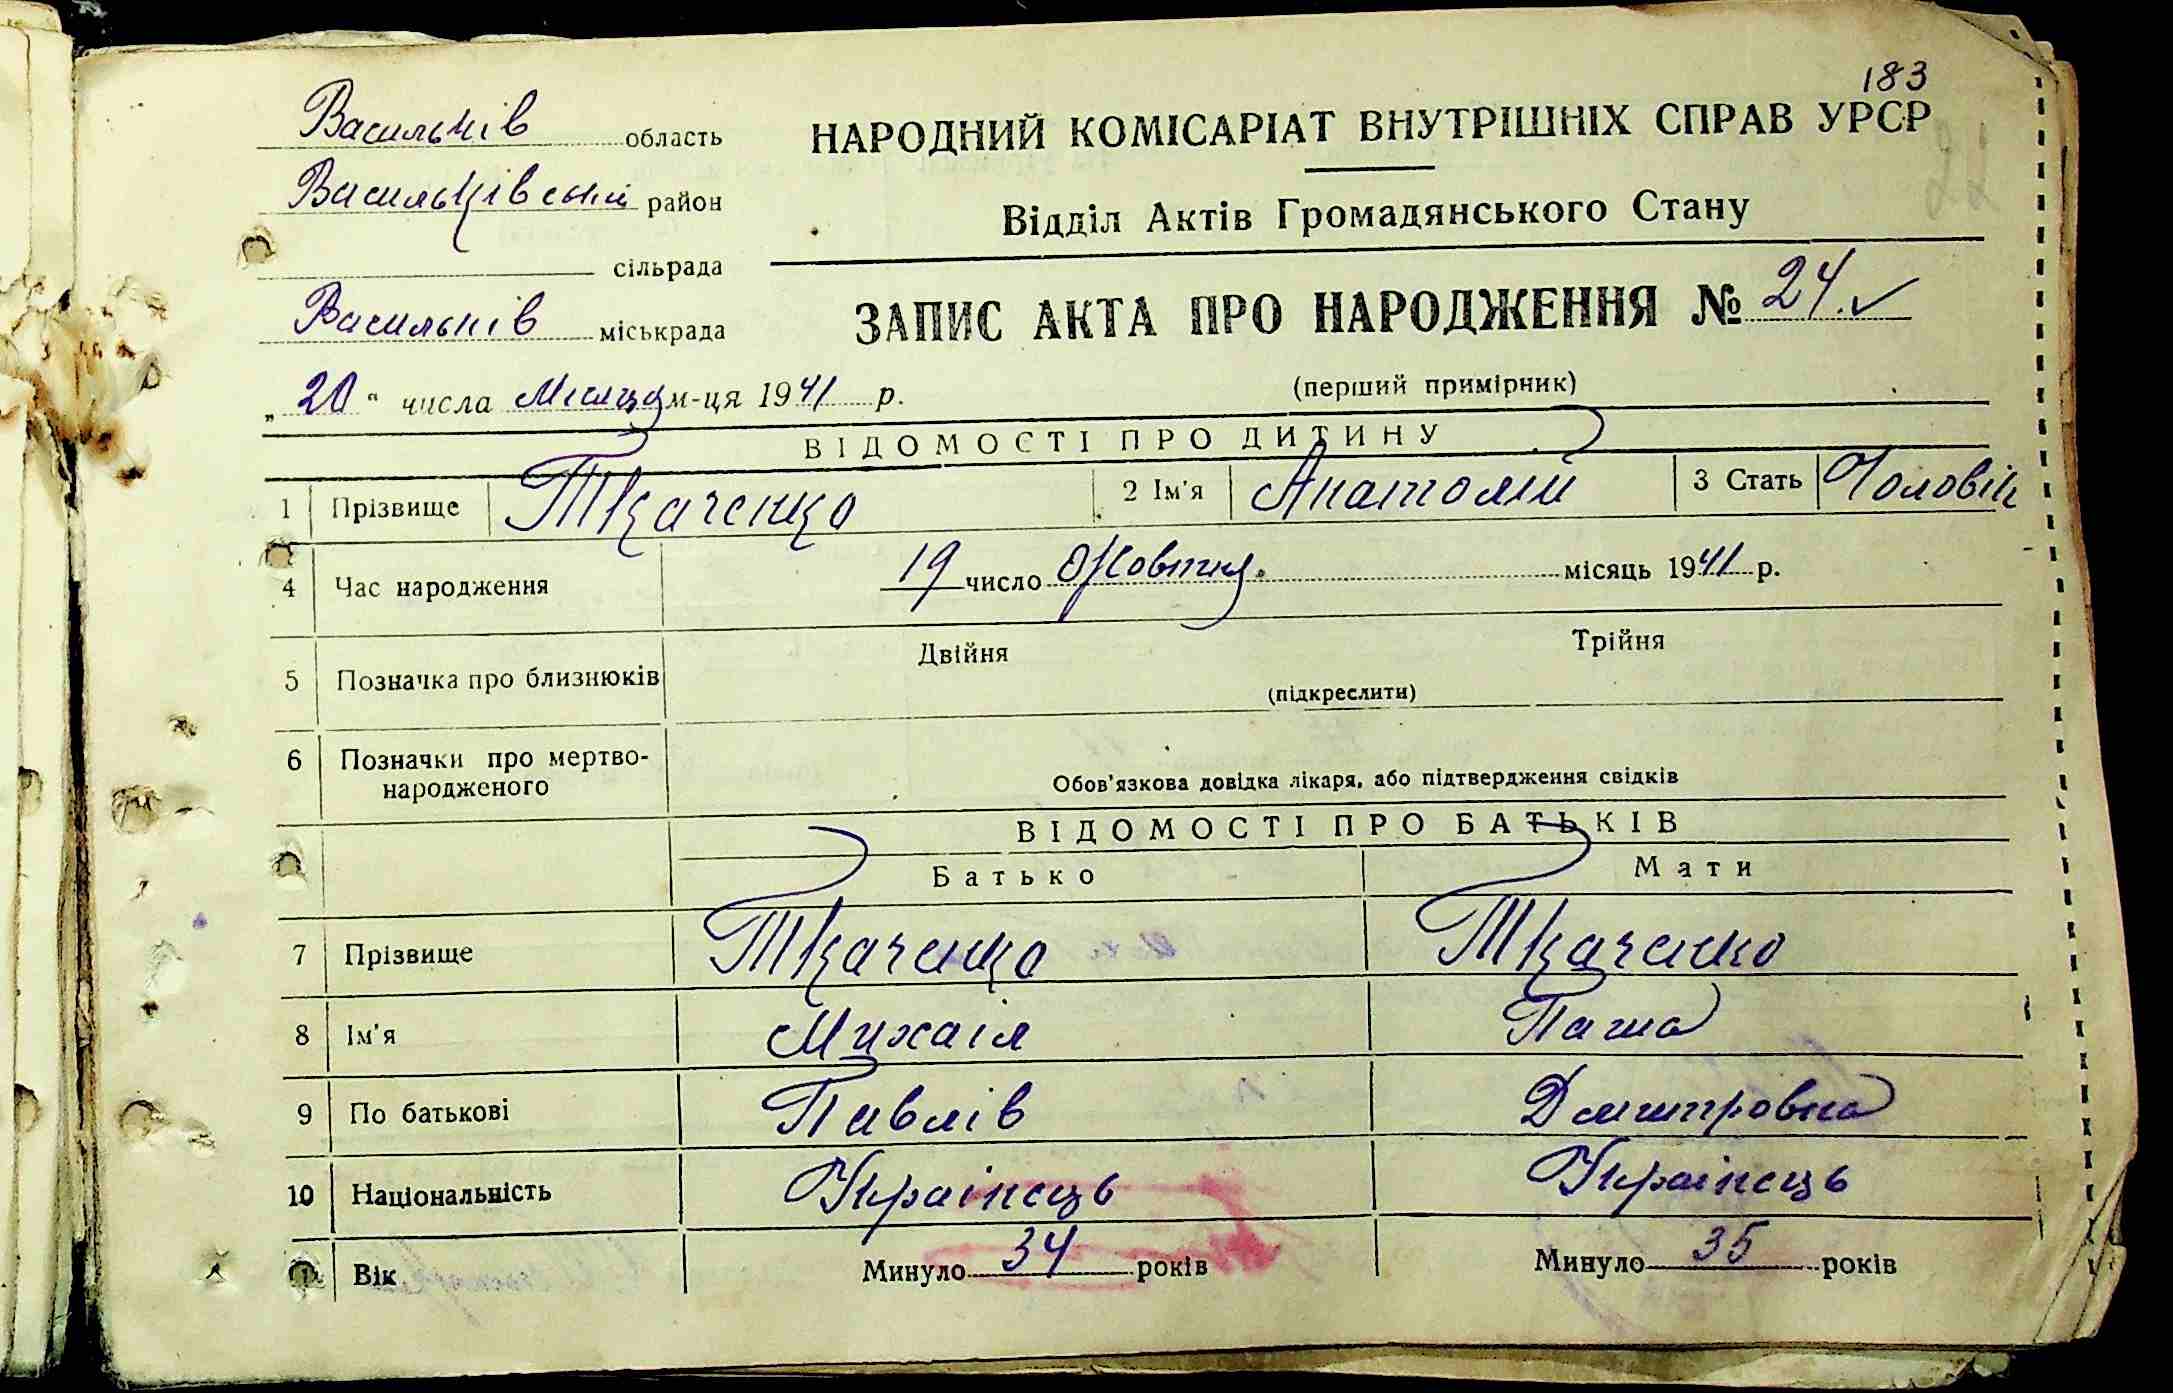 183
Васильків область
НАРОДНИЙ КОМІСАРІАТ ВНУТРІШНІХ СПРАВ УРСР
Васильківський район
Відділ Актів Громадянського Стану
сільрада
Васильків міськрада
ЗАПИС АКТА ПРО НАРОДЖЕННЯ № 24.
(перший примірник)
„20“ числа Місяця м-ця 1941 р.
ВІДОМОСТІ ПРО ДИТИНУ
1 Прізвище Ткаченко 2 Ім'я Анатолій 3 Стать Чоловік
4 Час народження 19 число Жовтня. місяць 1941 р.
5 Позначка про близнюків Двійня Трійня
(підкреслити)
6 Позначки про мертво-
народженого
Обов'язкова довідка лікаря, або підтвердження свідків
ВІДОМОСТІ ПРО БАТЬКІВ
Батько Мати
7 Прізвище Ткаченко Ткаченко
8 Ім'я Михаіл Паша
9 По батькові Павлів Дмитровна
10 Національність Українець Українець
Вік Минуло 34 років Минуло 35 років